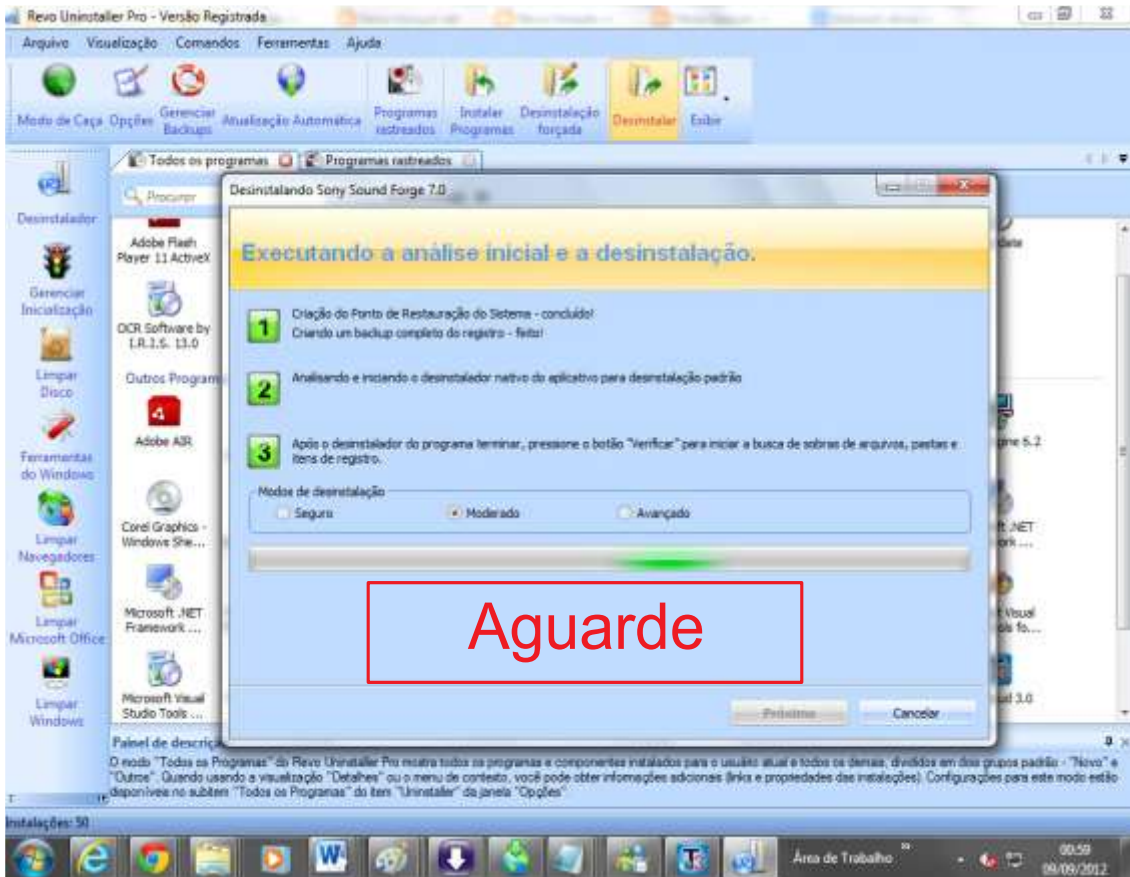 Revo Uninstaller Pro - Versão Registrada
Arquivo Visualização Comandos Ferramentas Ajuda
Modo de Caça
Opções
Gerenciar Backups
Atualização Automática
Programas rastreados
Instalar Programas
Desinstalação forçada
Desinstalar
Exibir
Todos os programas
Programas rastreados
Procurar
Desinstalador
Gerenciar Inicialização
Limpar Disco
Ferramentas do Windows
Limpar Navegadores
Limpar Microsoft Office
Limpar Windows
Adobe Flash
Player 11 ActiveX
OCR Software by
I.R.I.S. 13.0
Outros Program
Adobe AIR
Corel Graphics -
Windows She...
Microsoft .NET
Framework ...
Microsoft Visual
Studio Tools ...
Desinstalando Sony Sound Forge 7.0
Executando a análise inicial e a desinstalação.
1
Criação do Ponto de Restauração do Sistema - concluído!
Criando um backup completo do registro - feito!
2
Analisando e iniciando o desinstalador nativo do aplicativo para desinstalação padrão
3
Após o desinstalador do programa terminar, pressione o botão "Verificar" para iniciar a busca de sobras de arquivos, pastas e
itens de registro.
Modos de desinstalação
Seguro
Moderado
Avançado
Aguarde
Próximo
Cancelar
Painel de descriç
O modo "Todos os Programas" do Revo Uninstaller Pro mostra todos os programas e componentes instalados para o usuário atual e todos os demais, divididos em dois grupos padrão - "Novo" e
"Outros". Quando usando a visualização "Detalhes" ou o menu de contexto, você pode obter informações adicionais (links e propriedades das instalações). Configurações para este modo estão
disponíveis no subitem "Todos os Programas" do item "Uninstaller" da janela "Opções"
Instalações: 50
Área de Trabalho
00:59
09/09/2012